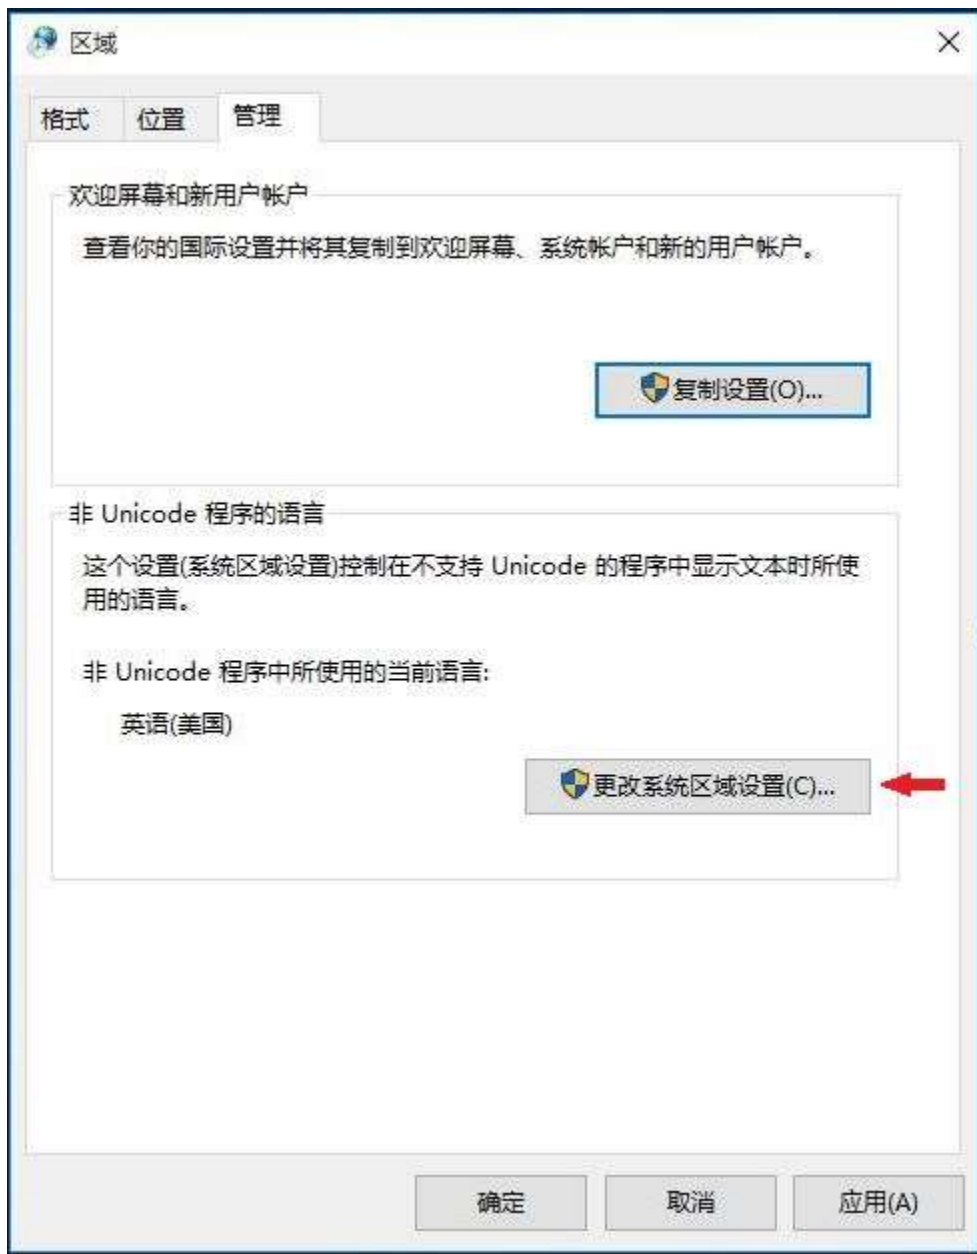 区域
格式 位置 管理
欢迎屏幕和新用户帐户
查看你的国际设置并将其复制到欢迎屏幕、系统帐户和新的用户帐户。
复制设置(O)...
非 Unicode 程序的语言
这个设置(系统区域设置)控制在不支持 Unicode 的程序中显示文本时所使
用的语言。
非 Unicode 程序中所使用的当前语言:
英语(美国)
更改系统区域设置(C)...
确定 取消 应用(A)